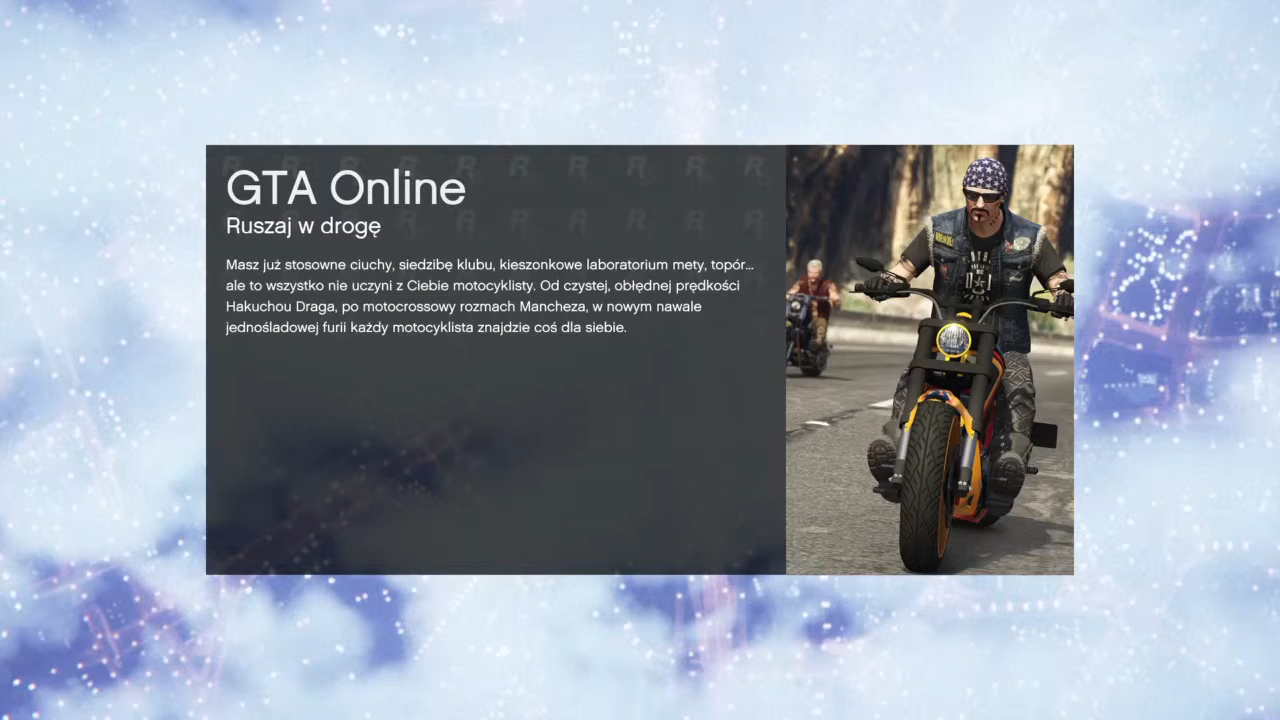 GTA Online
Ruszaj w drogę
Masz już stosowne ciuchy, siedzibę klubu, kieszonkowe laboratorium mety, topór...
ale to wszystko nie uczyni z Ciebie motocyklisty. Od czystej, obłędnej prędkości
Hakuchou Draga, po motocrossowy rozmach Mancheza, w nowym nawale
jednośladowej furii każdy motocyklista znajdzie coś dla siebie.